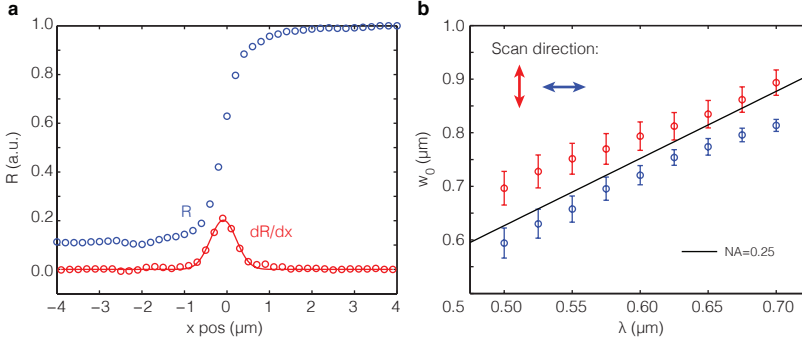 a
R (a.u.)
1.0
0.8
0.6
0.4
0.2
0.0
R
dR/dx
−4
−3
−2
−1
0
1
2
3
4
x pos (μm)
b
w0 (μm)
1.0
0.9
0.8
0.7
0.6
0.5
Scan direction:
NA=0.25
0.50
0.55
0.60
0.65
0.70
λ (μm)